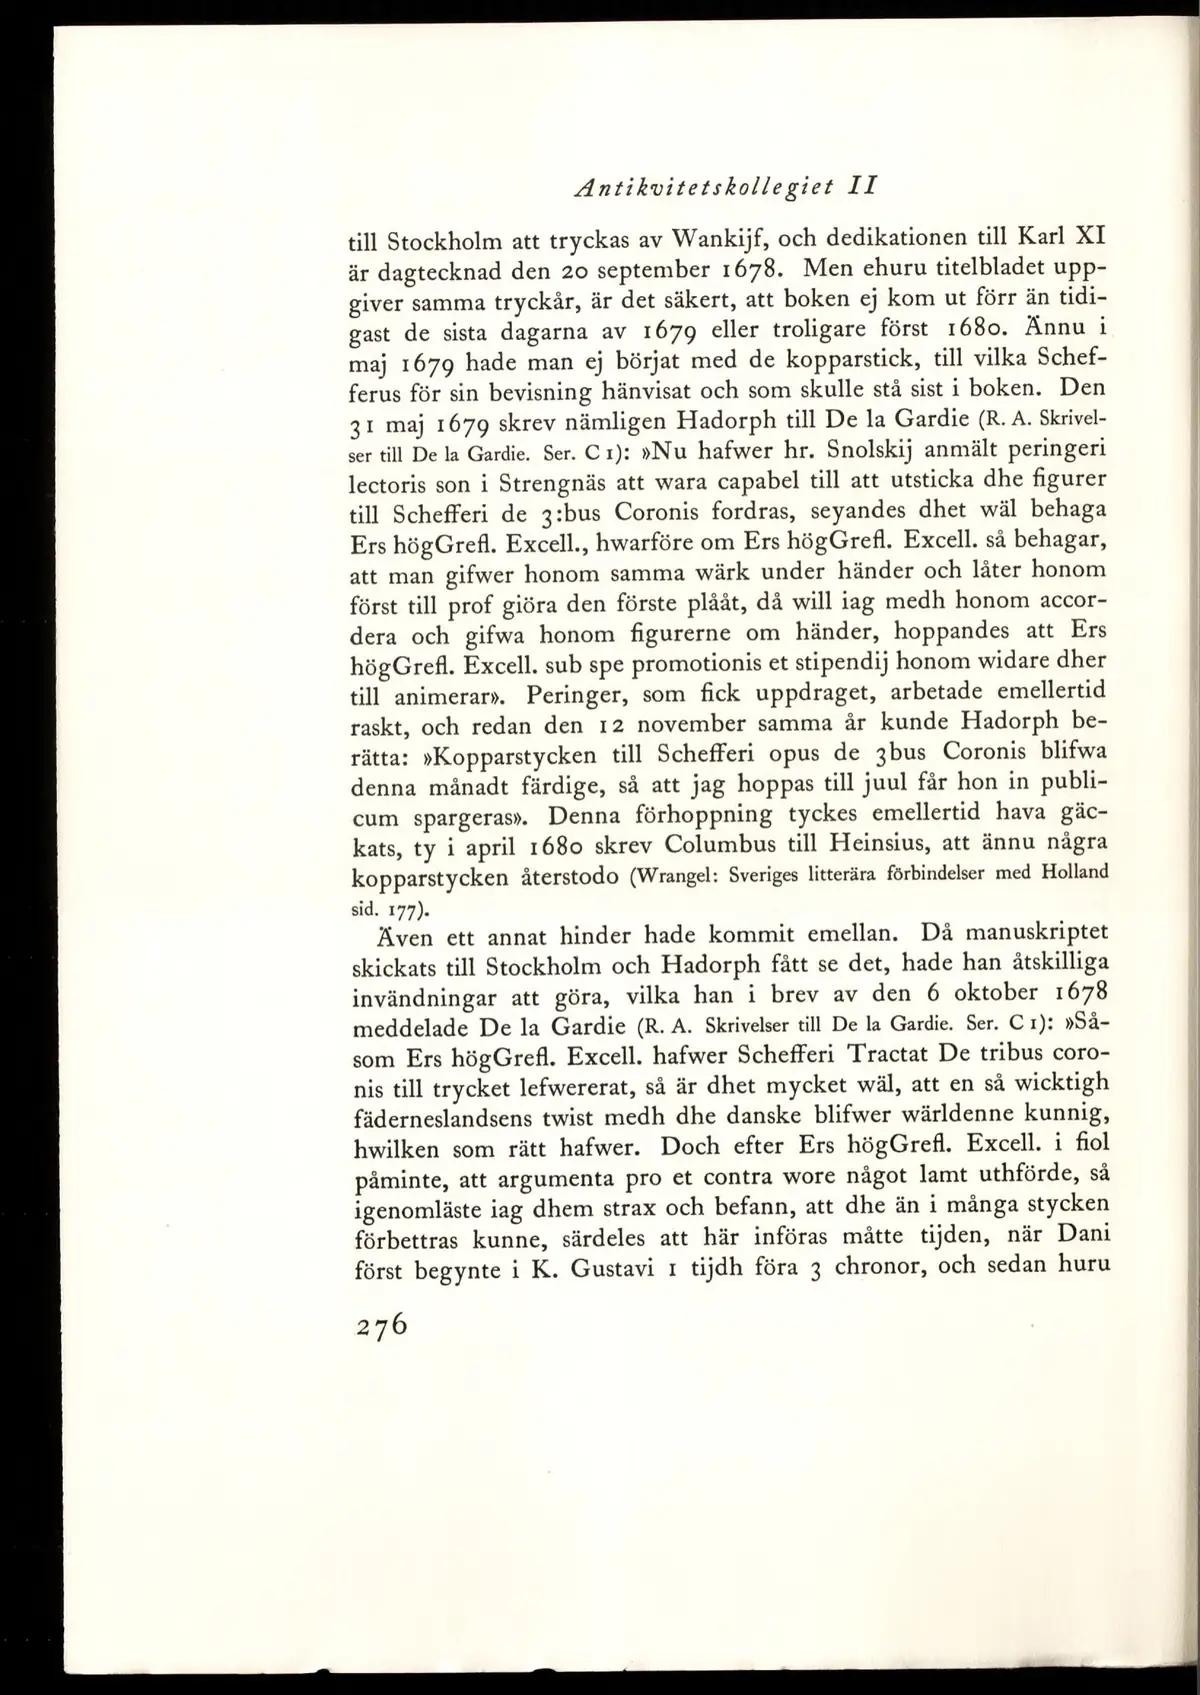 Antikvitetskollegiet II
till Stockholm att tryckas av Wankijf, och dedikationen till Karl XI
är dagtecknad den 20 september 1678. Men ehuru titelbladet upp-
giver samma tryckår, är det säkert, att boken ej kom ut förr än tidi-
gast de sista dagarna av 1679 eller troligare först 1680. Ännu i
maj 1679 hade man ej börjat med de kopparstick, till vilka Schef-
ferus för sin bevisning hänvisat och som skulle stå sist i boken. Den
31 maj 1679 skrev nämligen Hadorph till De la Gardie (R. A. Skrivel-
ser till De la Gardie. Ser. C 1): »Nu hafwer hr. Snolskij anmält peringeri
lectoris son i Strengnäs att wara capabel till att utsticka dhe figurer
till Schefferi de 3:bus Coronis fordras, seyandes dhet wäl behaga
Ers högGrefl. Excell., hwarföre om Ers högGrefl. Excell. så behagar,
att man gifwer honom samma wärk under händer och låter honom
först till prof giöra den förste plååt, då will iag medh honom accor-
dera och gifwa honom figurerne om händer, hoppandes att Ers
högGrefl. Excell. sub spe promotionis et stipendij honom widare dher
till animerar». Peringer, som fick uppdraget, arbetade emellertid
raskt, och redan den 12 november samma år kunde Hadorph be-
rätta: »Kopparstycken till Schefferi opus de 3bus Coronis blifwa
denna månadt färdige, så att jag hoppas till juul får hon in publi-
cum spargeras». Denna förhoppning tyckes emellertid hava gäc-
kats, ty i april 1680 skrev Columbus till Heinsius, att ännu några
kopparstycken återstodo (Wrangel: Sveriges litterära förbindelser med Holland
sid. 177).
Även ett annat hinder hade kommit emellan. Då manuskriptet
skickats till Stockholm och Hadorph fått se det, hade han åtskilliga
invändningar att göra, vilka han i brev av den 6 oktober 1678
meddelade De la Gardie (R. A. Skrivelser till De la Gardie. Ser. C 1): »Så-
som Ers högGrefl. Excell. hafwer Schefferi Tractat De tribus coro-
nis till trycket lefwererat, så är dhet mycket wäl, att en så wicktigh
fäderneslandsens twist medh dhe danske blifwer wärldenne kunnig,
hwilken som rätt hafwer. Doch efter Ers högGrefl. Excell. i fiol
påminte, att argumenta pro et contra wore något lamt uthförde, så
igenomläste iag dhem strax och befann, att dhe än i många stycken
förbettras kunne, särdeles att här införas måtte tijden, när Dani
först begynte i K. Gustavi 1 tijdh föra 3 chronor, och sedan huru
276